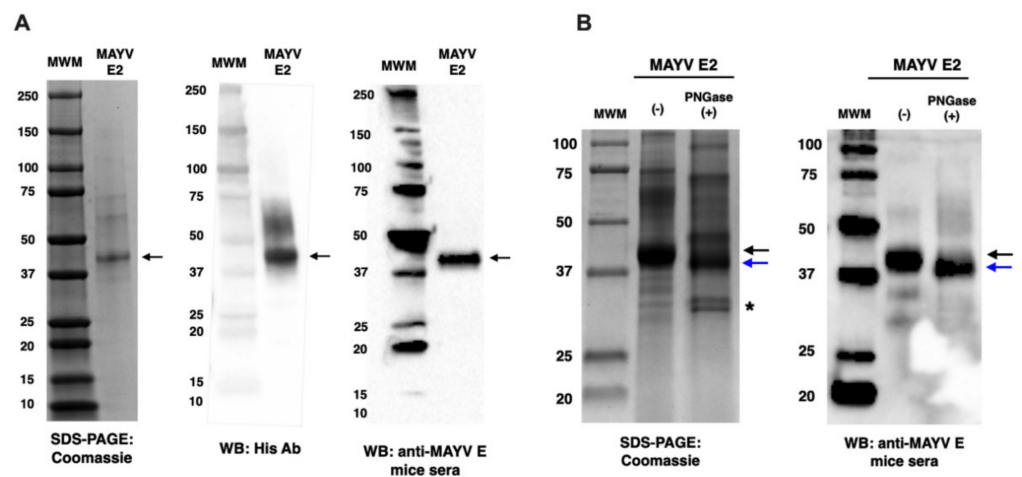 A
B
MWM
MAYV
E2
250
150
100
75
50
37
25
20
15
10
SDS-PAGE:
Coomassie
MWM
MAYV
E2
250
150
100
75
50
37
25
20
15
WB: His Ab
MWM
MAYV
E2
250
150
100
75
50
37
25
20
15
10
WB: anti-MAYV E
mice sera
MAYV E2
MWM
(-)
PNGase
(+)
100
75
50
37
25
20
*
SDS-PAGE:
Coomassie
MAYV E2
MWM
(-)
PNGase
(+)
100
75
50
37
25
20
WB: anti-MAYV E
mice sera